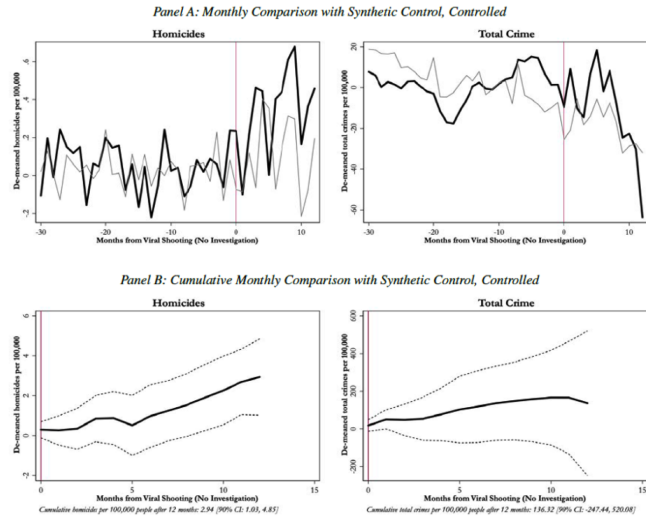 Panel A: Monthly Comparison with Synthetic Control, Controlled
Homicides
De-meaned homicides per 100,000
.6
.4
.2
0
-.2
-30
-20
-10
0
10
Months from Viral Shooting (No Investigation)
Total Crime
De-meaned total crimes per 100,000
20
0
-20
-40
-60
-30
-20
-10
0
10
Months from Viral Shooting (No Investigation)
Panel B: Cumulative Monthly Comparison with Synthetic Control, Controlled
Homicides
De-meaned homicides per 100,000
6
4
2
0
-2
0
5
10
15
Months from Viral Shooting (No Investigation)
Cumulative homicides per 100,000 people after 12 months: 2.94 [90% CI: 1.03, 4.85]
Total Crime
De-meaned total crimes per 100,000
600
400
200
0
-200
0
5
10
15
Months from Viral Shooting (No Investigation)
Cumulative total crimes per 100,000 people after 12 months: 136.32 [90% CI: -247.44, 520.08]